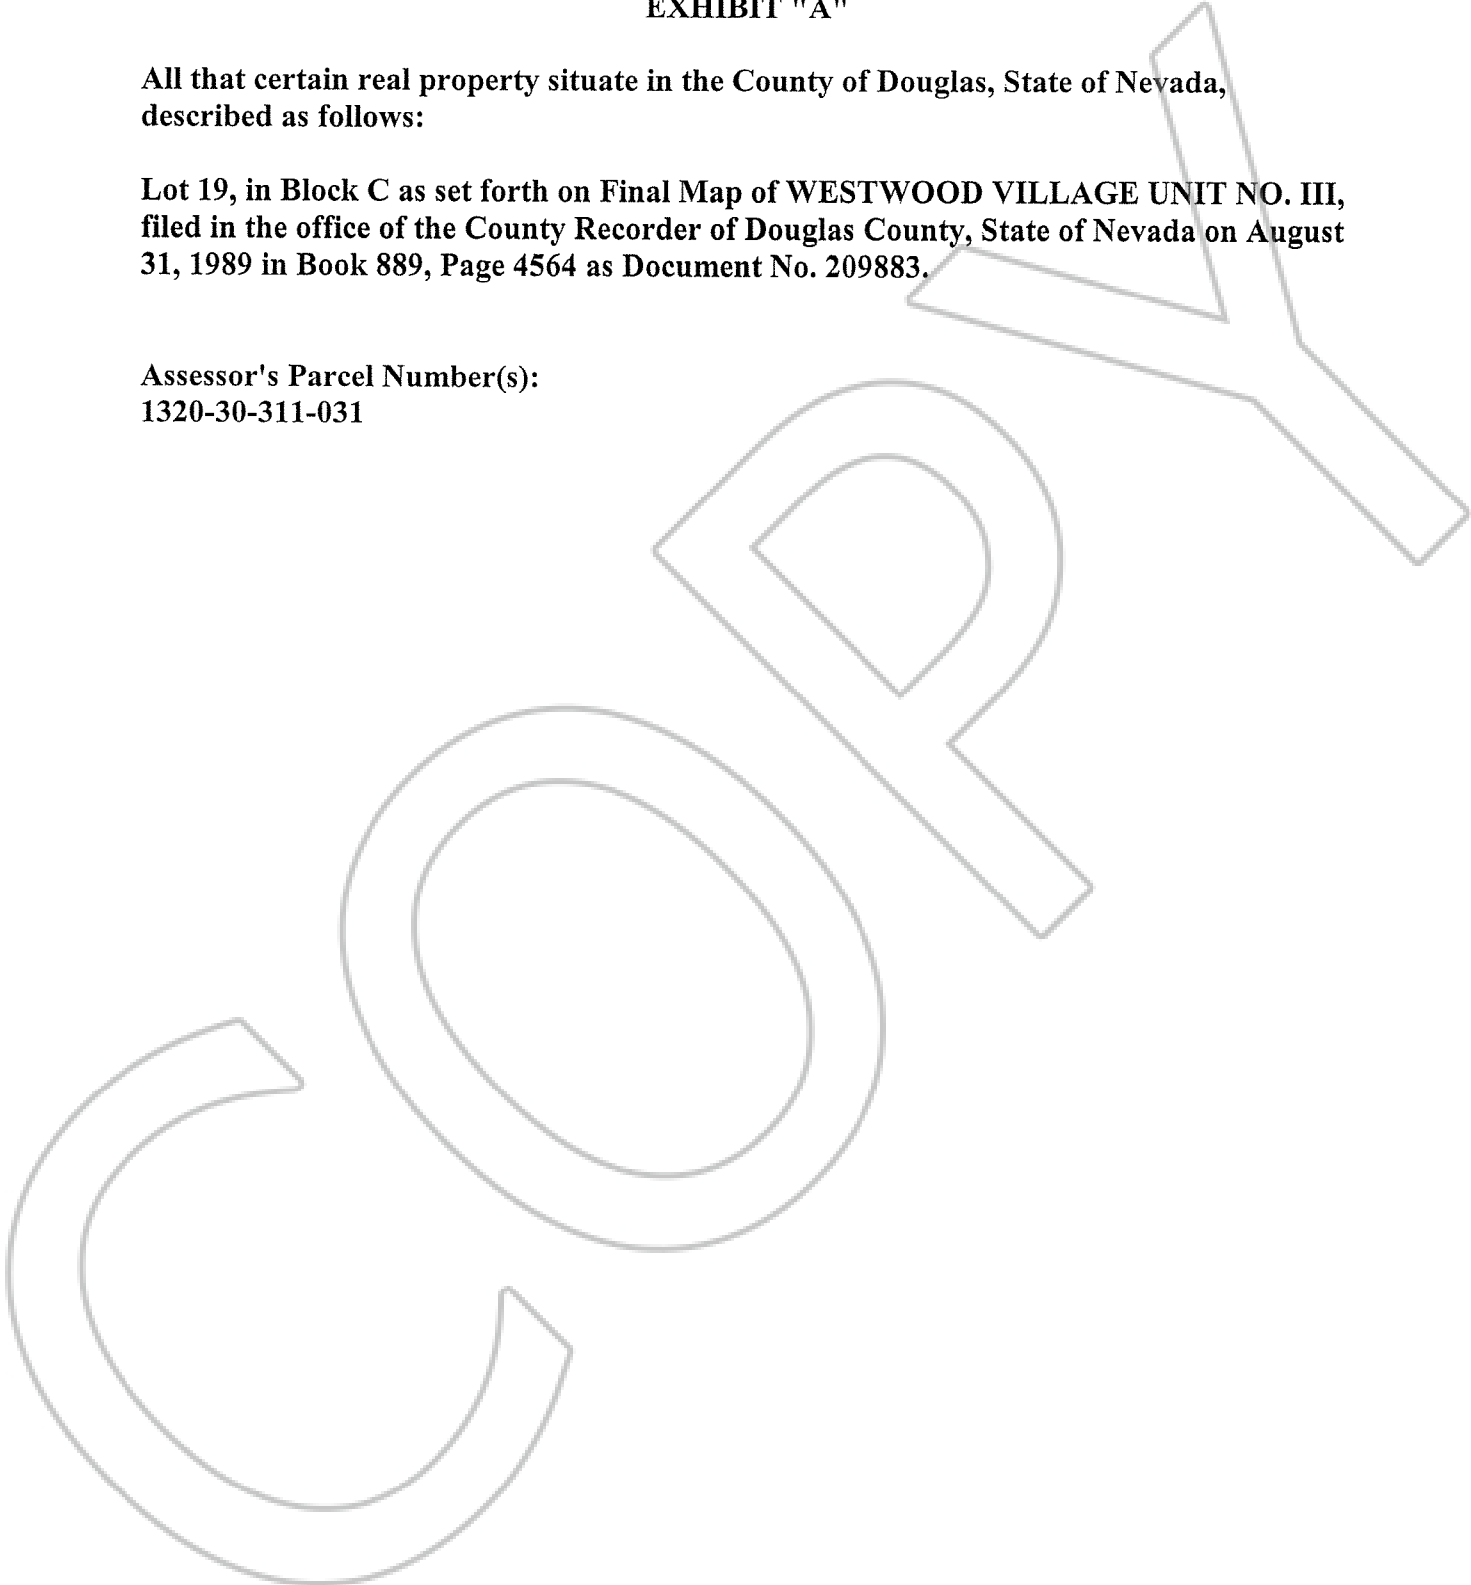 EXHIBIT "A"
All that certain real property situate in the County of Douglas, State of Nevada,
described as follows:
Lot 19, in Block C as set forth on Final Map of WESTWOOD VILLAGE UNIT NO. III,
filed in the office of the County Recorder of Douglas County, State of Nevada on August
31, 1989 in Book 889, Page 4564 as Document No. 209883.
Assessor's Parcel Number(s):
1320-30-311-031
COPY